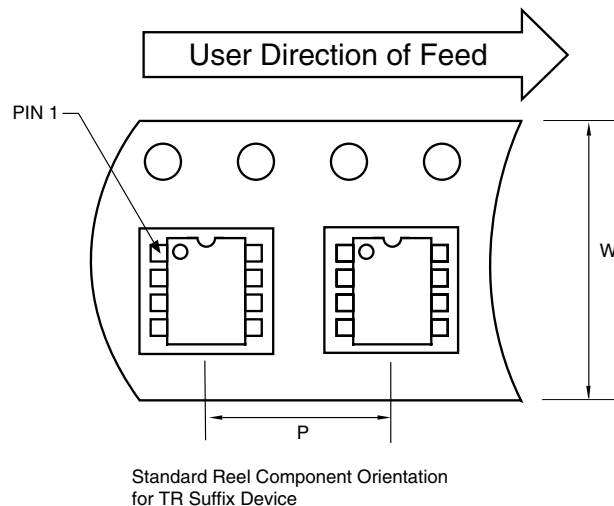 User Direction of Feed
PIN 1
W
P
Standard Reel Component Orientation
for TR Suffix Device